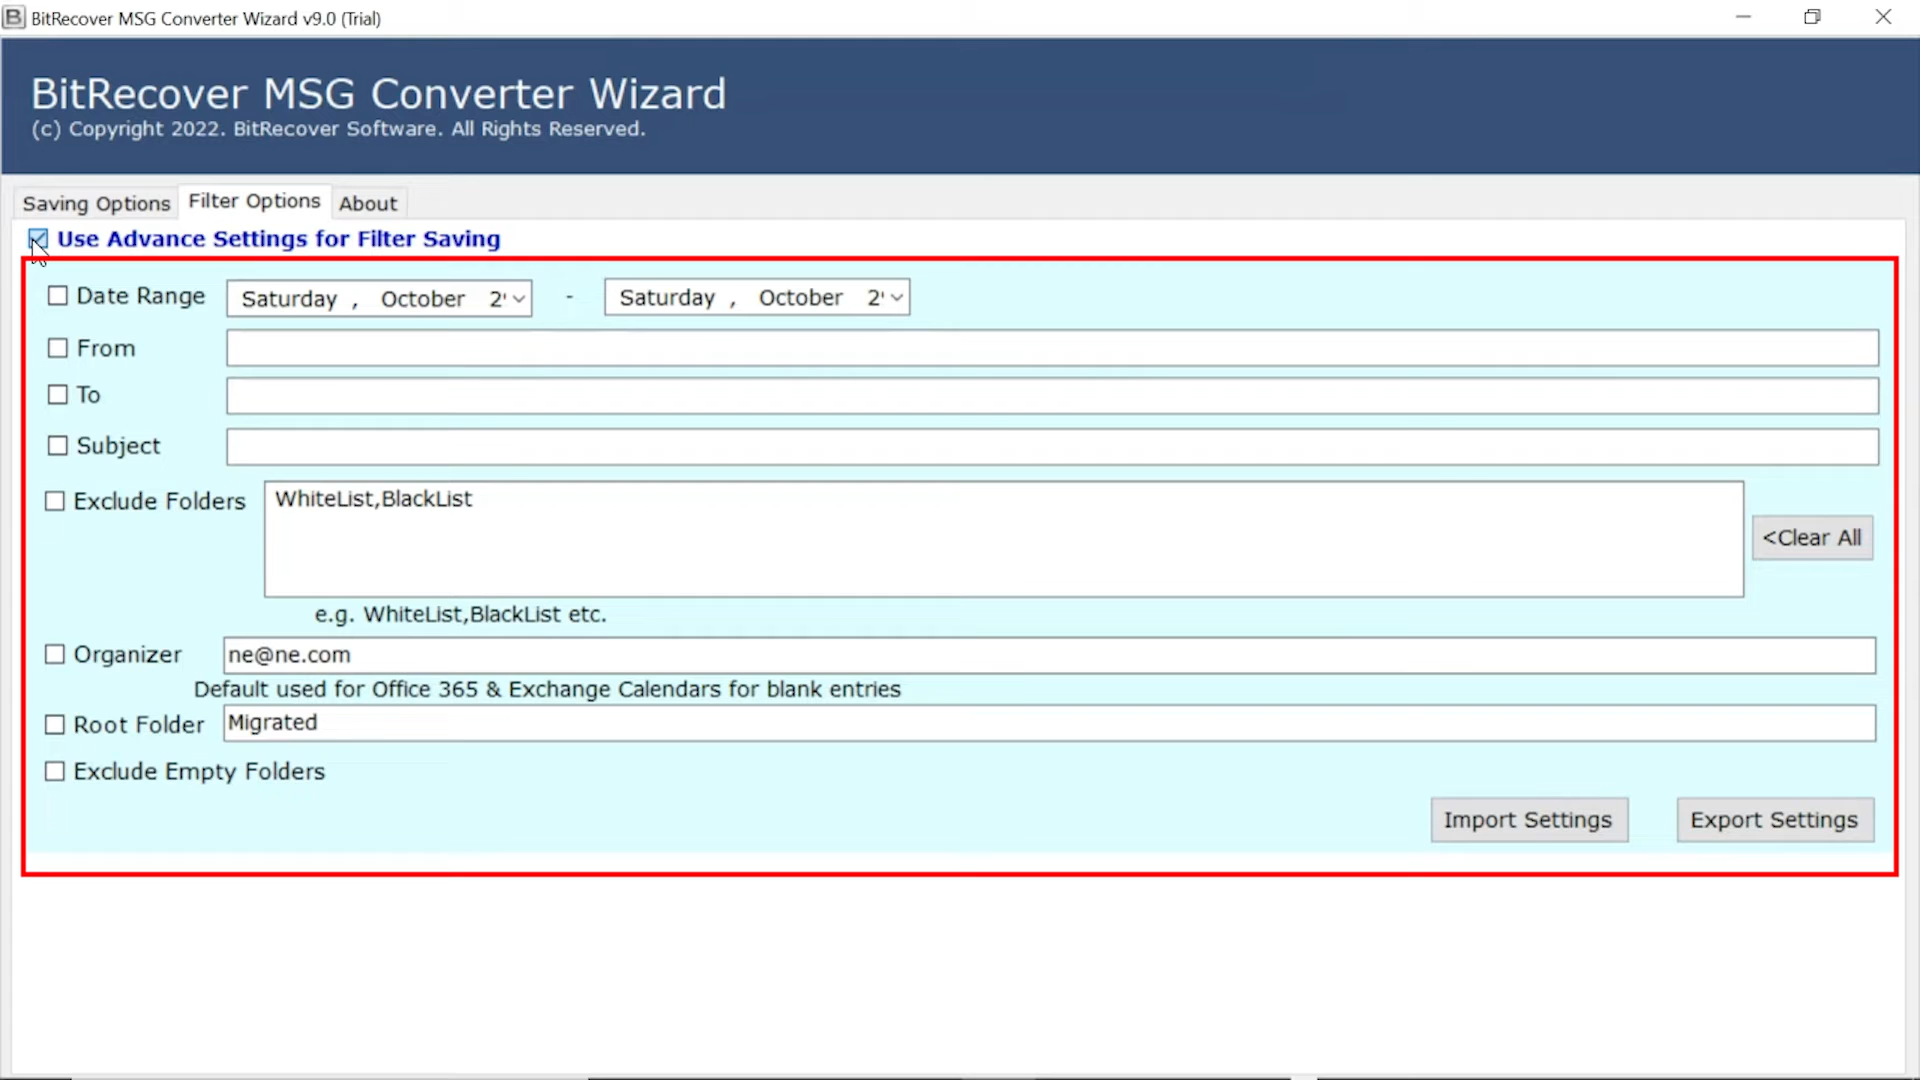 BitRecover MSG Converter Wizard v9.0 (Trial)
BitRecover MSG Converter Wizard
(c) Copyright 2022. BitRecover Software. All Rights Reserved.
Saving Options Filter Options About
Use Advance Settings for Filter Saving
Date Range Saturday , October - Saturday , October
From
To
Subject
Exclude Folders WhiteList,BlackList
<Clear All
e.g. WhiteList,BlackList etc.
Organizer ne@ne.com
Default used for Office 365 & Exchange Calendars for blank entries
Root Folder Migrated
Exclude Empty Folders
Import Settings Export Settings